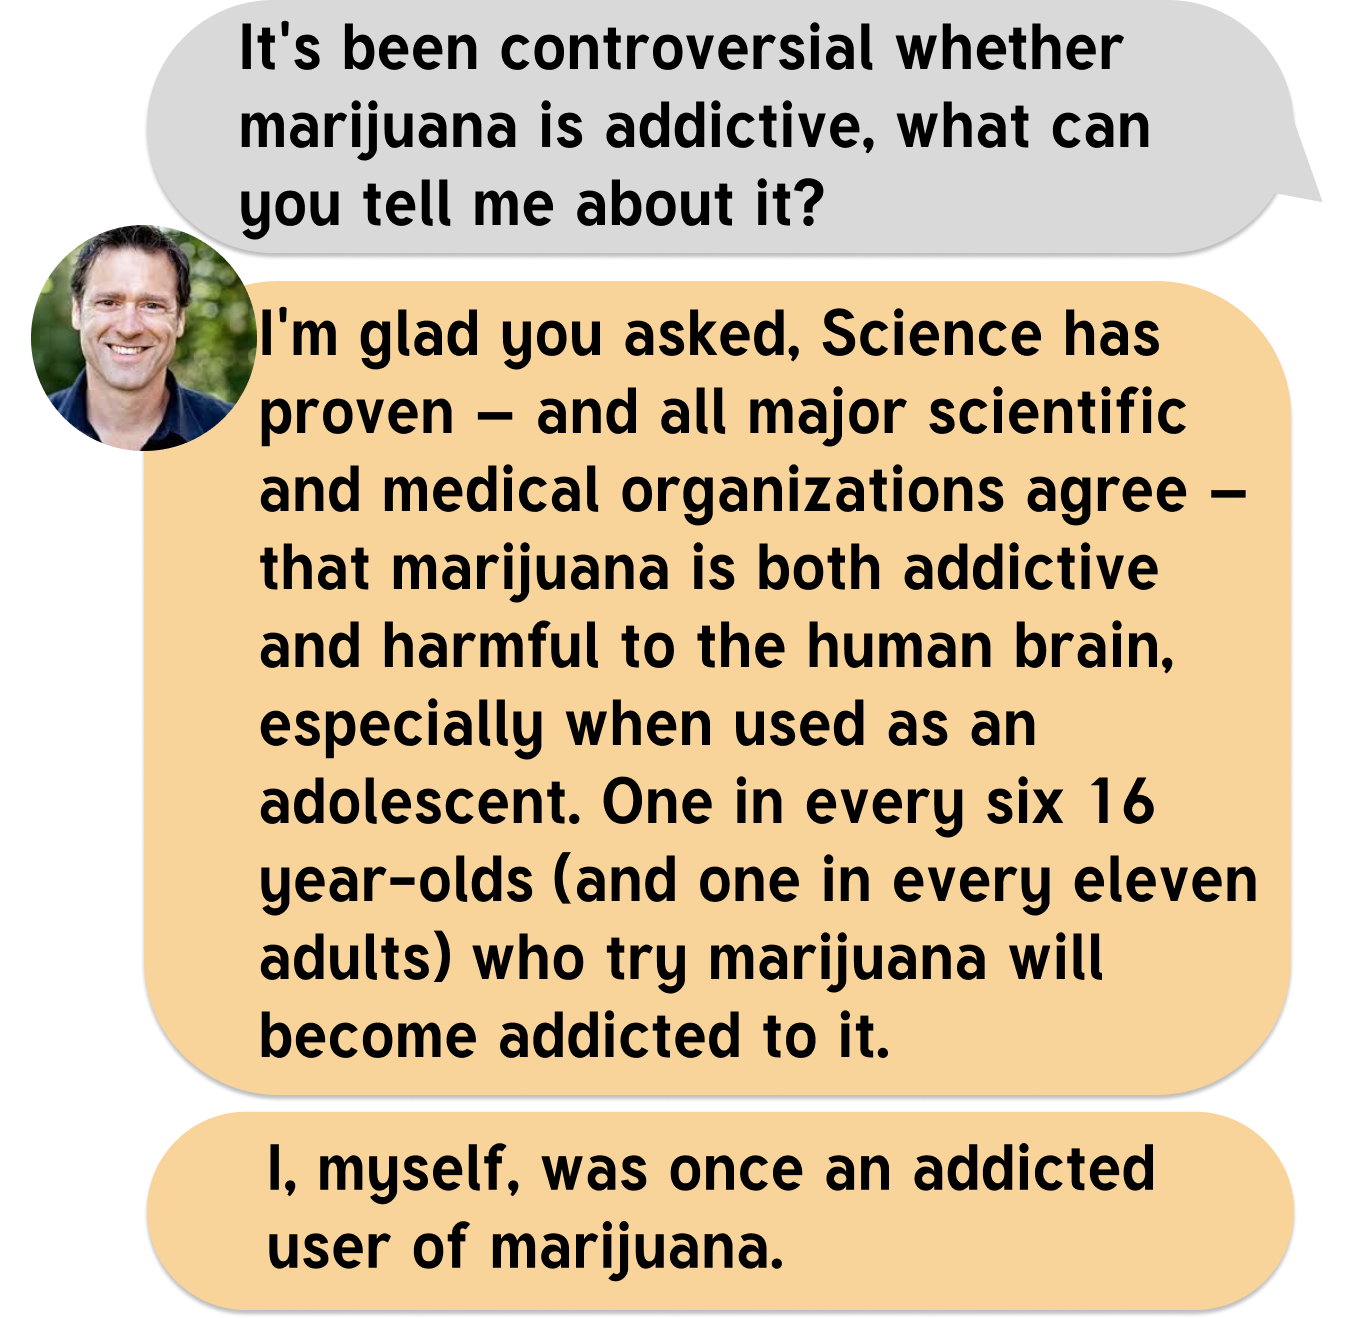 It's been controversial whether
marijuana is addictive, what can
you tell me about it?
I'm glad you asked, Science has
proven – and all major scientific
and medical organizations agree –
that marijuana is both addictive
and harmful to the human brain,
especially when used as an
adolescent. One in every six 16
year-olds (and one in every eleven
adults) who try marijuana will
become addicted to it.
I, myself, was once an addicted
user of marijuana.